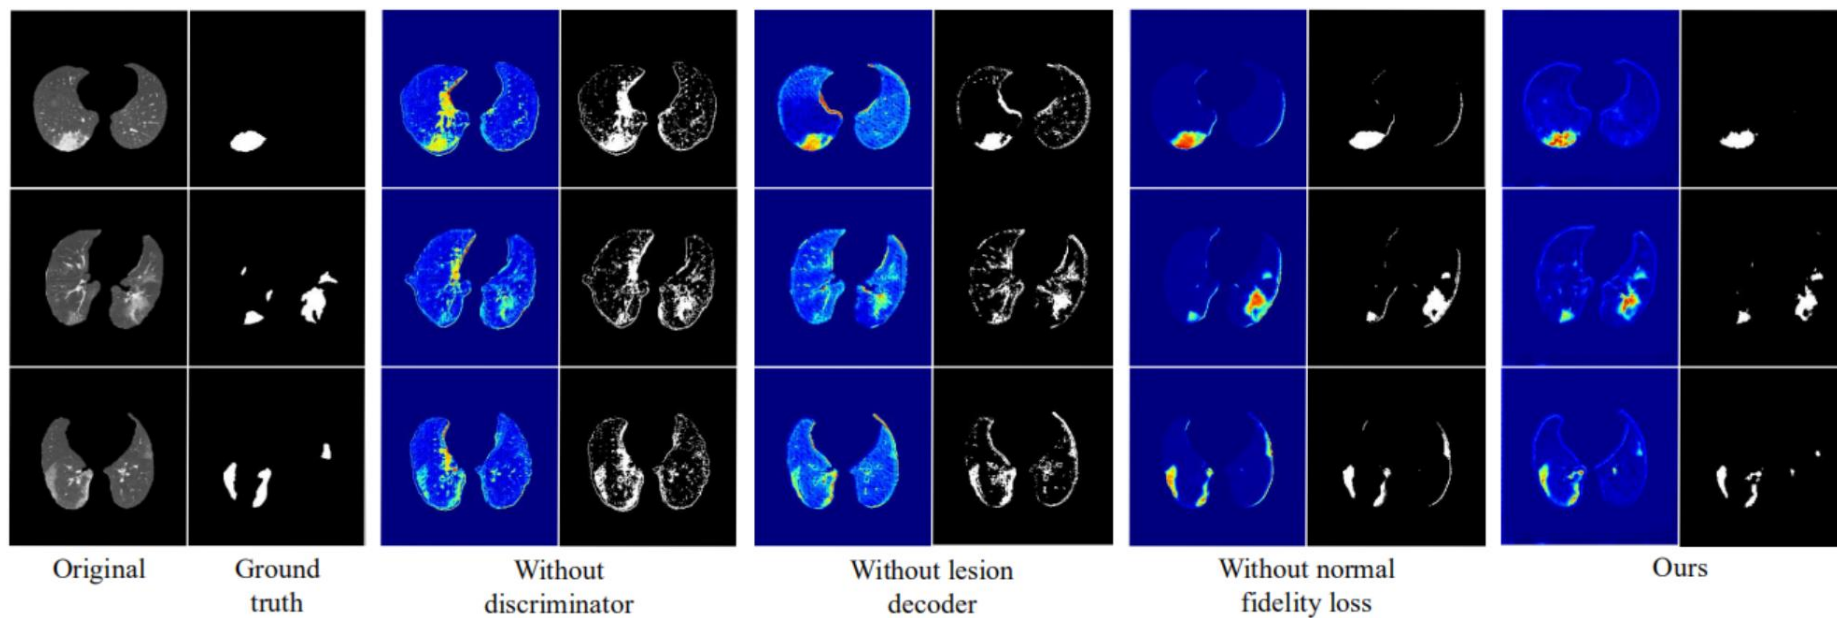 Original
Ground
truth
Without
discriminator
Without lesion
decoder
Without normal
fidelity loss
Ours